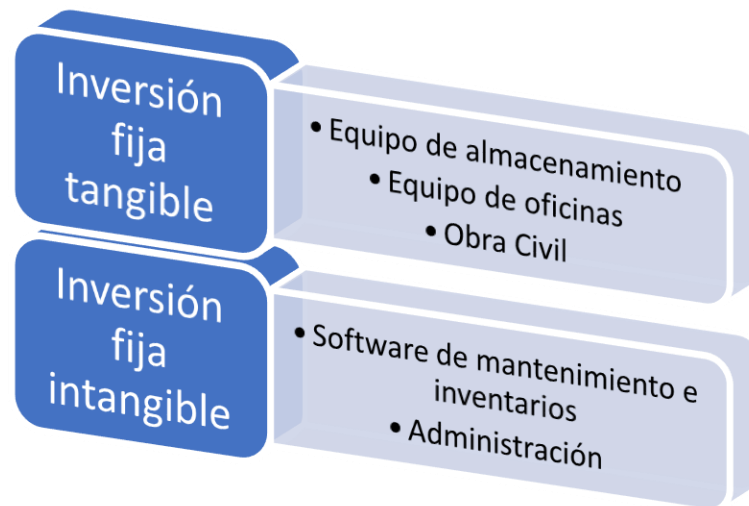 Inversión
fija
tangible
• Equipo de almacenamiento
• Equipo de oficinas
• Obra Civil
Inversión
fija
intangible
• Software de mantenimiento e
inventarios
• Administración